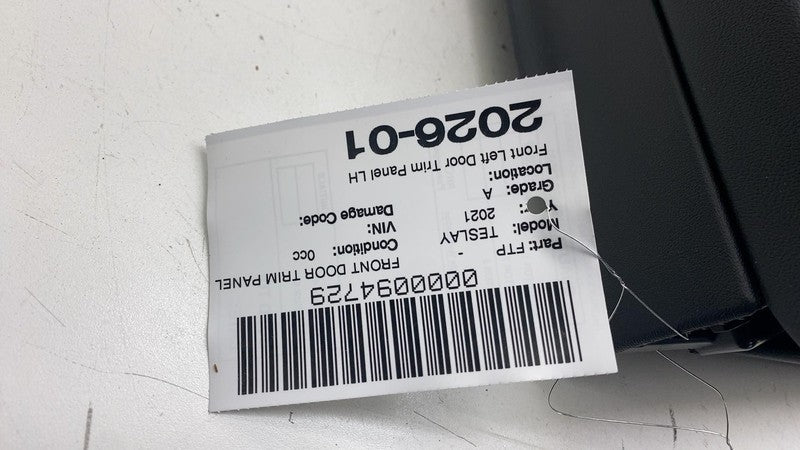 0000094729
FRONT DOOR TRIM PANEL
Part: FTP -
Model: TESLAY Condition: 0cc
2021 VIN:
Grade: A Damage Code:
Location:
Front Left Door Trim Panel LH
2026-01